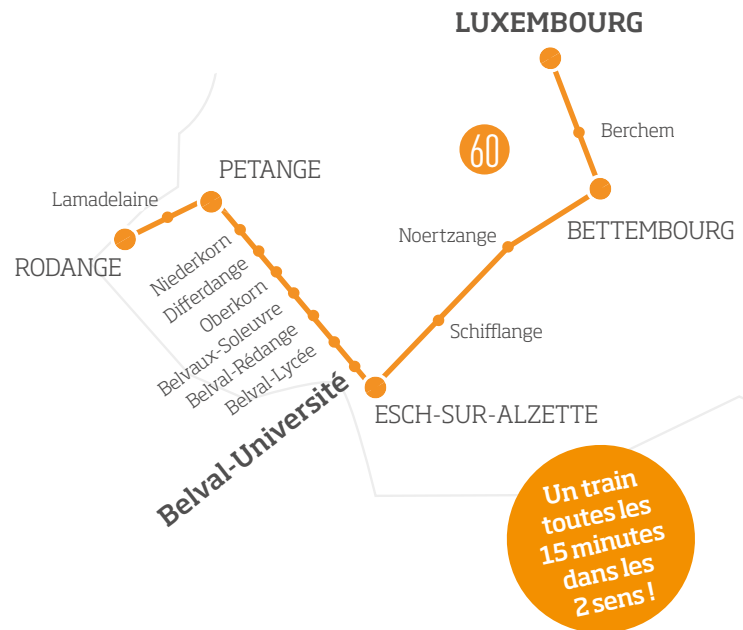 LUXEMBOURG
Berchem
60
PETANGE
Lamadelaine
BETTEMBOURG
Noertzange
RODANGE
Niederkorn
Differdange
Oberkorn
Belvaux-Soleuvre
Belval-Rédange
Belval-Lycée
Belval-Université
Schifflange
ESCH-SUR-ALZETTE
Un train
toutes les
15 minutes
dans les
2 sens !